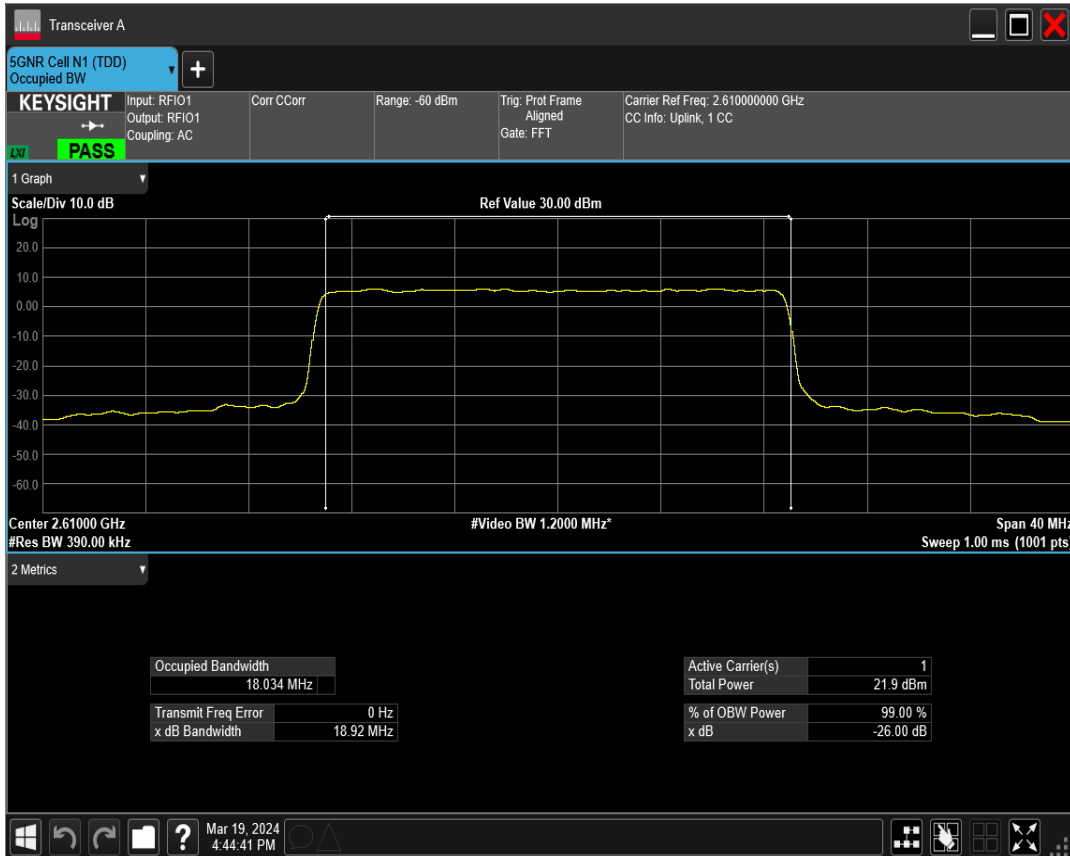 Transceiver A
5GNR Cell N1 (TDD)
Occupied BW
+
KEYSIGHT
LXI
PASS
Input: RFIO1
Output: RFIO1
Coupling: AC
Corr CCorr
Range: -60 dBm
Trig: Prot Frame
Aligned
Gate: FFT
Carrier Ref Freq: 2.610000000 GHz
CC Info: Uplink, 1 CC
1 Graph
Scale/Div 10.0 dB
Ref Value 30.00 dBm
Log
20.0
10.0
0.00
-10.0
-20.0
-30.0
-40.0
-50.0
-60.0
Center 2.61000 GHz
#Video BW 1.2000 MHz*
Span 40 MHz
#Res BW 390.00 kHz
Sweep 1.00 ms (1001 pts)
2 Metrics
Occupied Bandwidth
18.034 MHz
Transmit Freq Error 0 Hz
x dB Bandwidth 18.92 MHz
Active Carrier(s) 1
Total Power 21.9 dBm
% of OBW Power 99.00 %
x dB -26.00 dB
?
Mar 19, 2024
4:44:41 PM